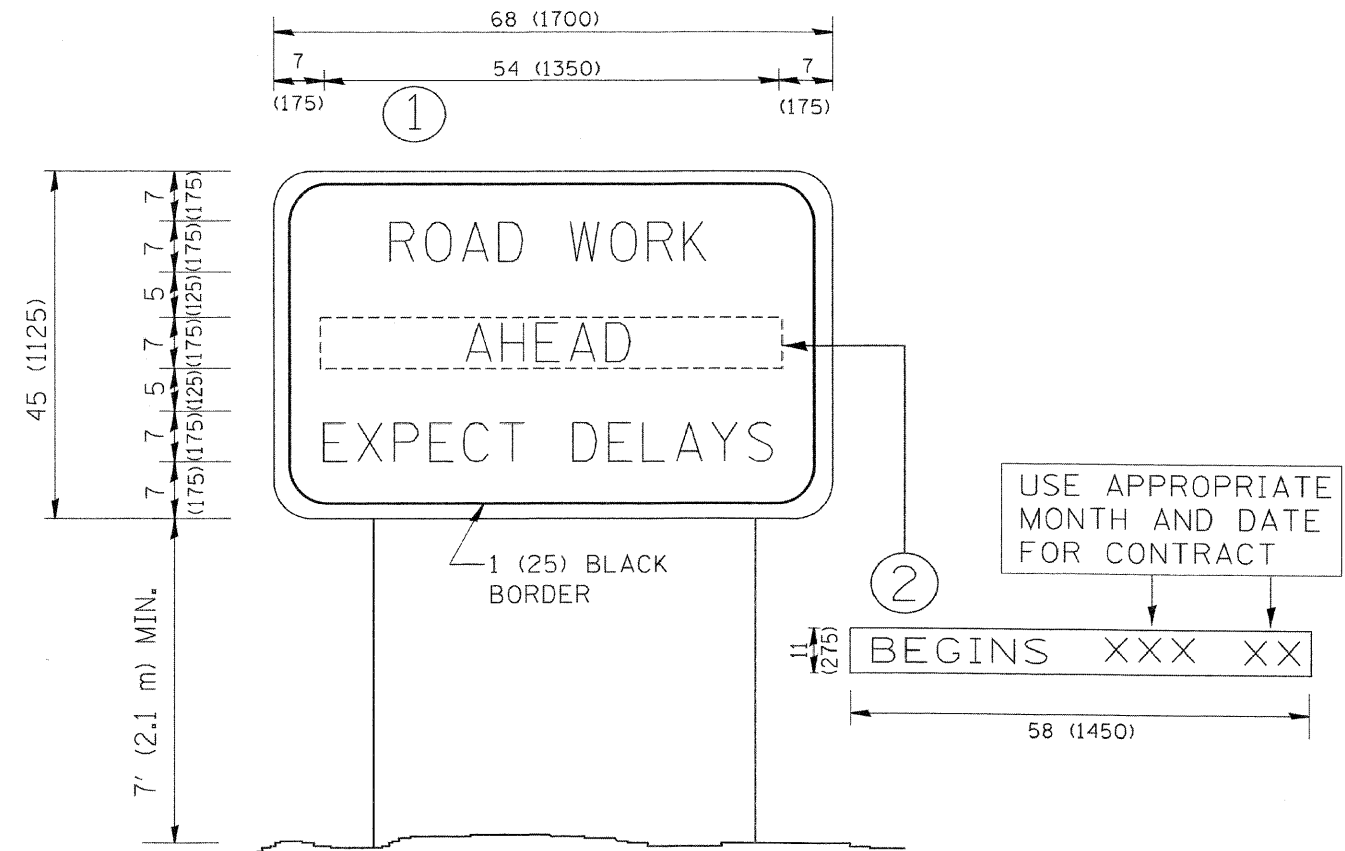 68 (1700)
7 54 (1350) 7
(175) (175)
1
45 (1125)
7 (175)
7 (175)
5 (125)
7 (175)
5 (125)
7 (175)
7 (175)
ROAD WORK
AHEAD
EXPECT DELAYS
1 (25) BLACK
BORDER
7' (2.1 m) MIN.
USE APPROPRIATE
MONTH AND DATE
FOR CONTRACT
2
11
(275)
BEGINS XXX XX
58 (1450)